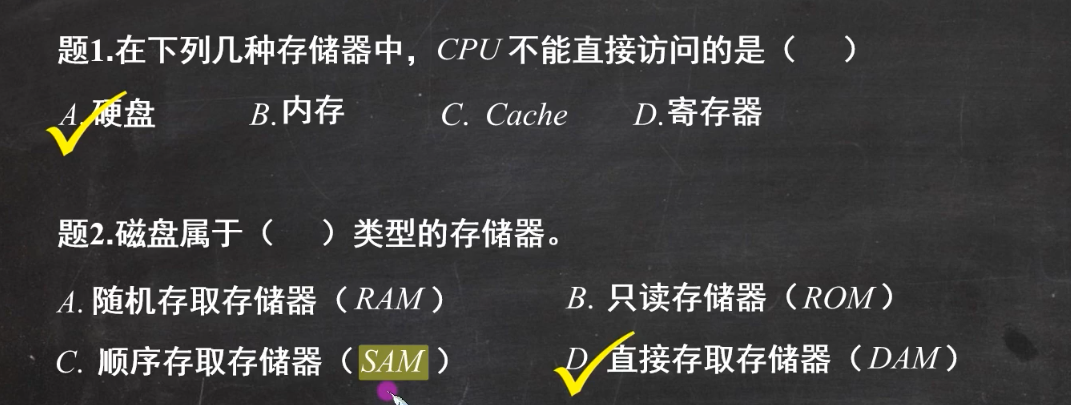 题1.在下列几种存储器中，CPU不能直接访问的是（ ）
A.硬盘 B.内存 C. Cache D.寄存器
题2.磁盘属于（ ）类型的存储器。
A. 随机存取存储器（RAM） B. 只读存储器（ROM）
C. 顺序存取存储器（SAM） D.直接存取存储器（DAM）